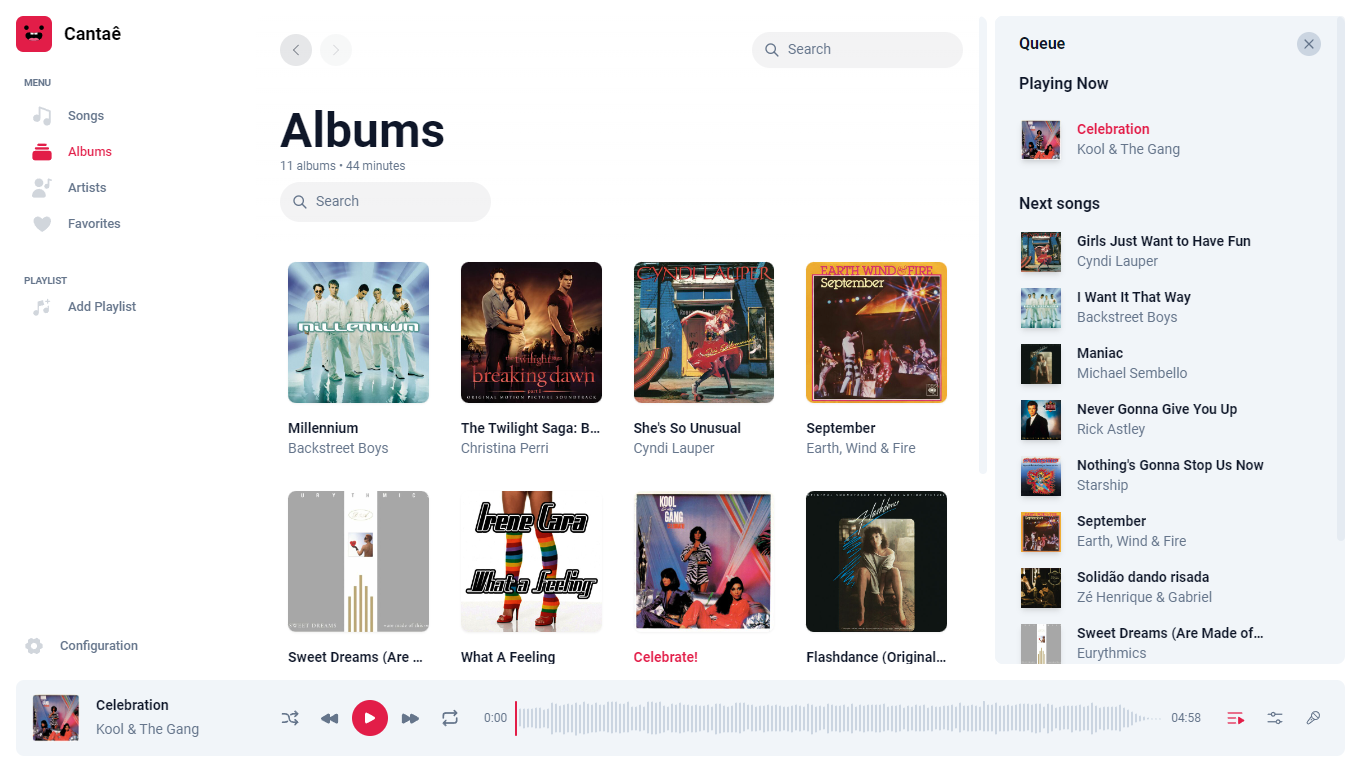 Cantaê
MENU
Songs
Albums
Artists
Favorites
PLAYLIST
Add Playlist
Configuration
Search
Albums
11 albums • 44 minutes
Search
millennium
Millennium
Backstreet Boys
the twilight saga
breaking dawn
part 1
ORIGINAL MOTION PICTURE SOUNDTRACK
The Twilight Saga: B...
Christina Perri
CYNDI LAUPER
She's So Unusual
She's So Unusual
Cyndi Lauper
EARTH WIND & FIRE
September
September
Earth, Wind & Fire
EURYTHMICS
SWEET DREAMS
Sweet Dreams (Are ...
Irene Cara
What a feeling
What A Feeling
KOOL
GANG
Celebrate!
Flashdance
Flashdance (Original...
Queue
Playing Now
Celebration
Kool & The Gang
Next songs
Girls Just Want to Have Fun
Cyndi Lauper
I Want It That Way
Backstreet Boys
Maniac
Michael Sembello
Never Gonna Give You Up
Rick Astley
Nothing's Gonna Stop Us Now
Starship
September
Earth, Wind & Fire
Solidão dando risada
Zé Henrique & Gabriel
Sweet Dreams (Are Made of...
Eurythmics
Celebration
Kool & The Gang
0:00
04:58